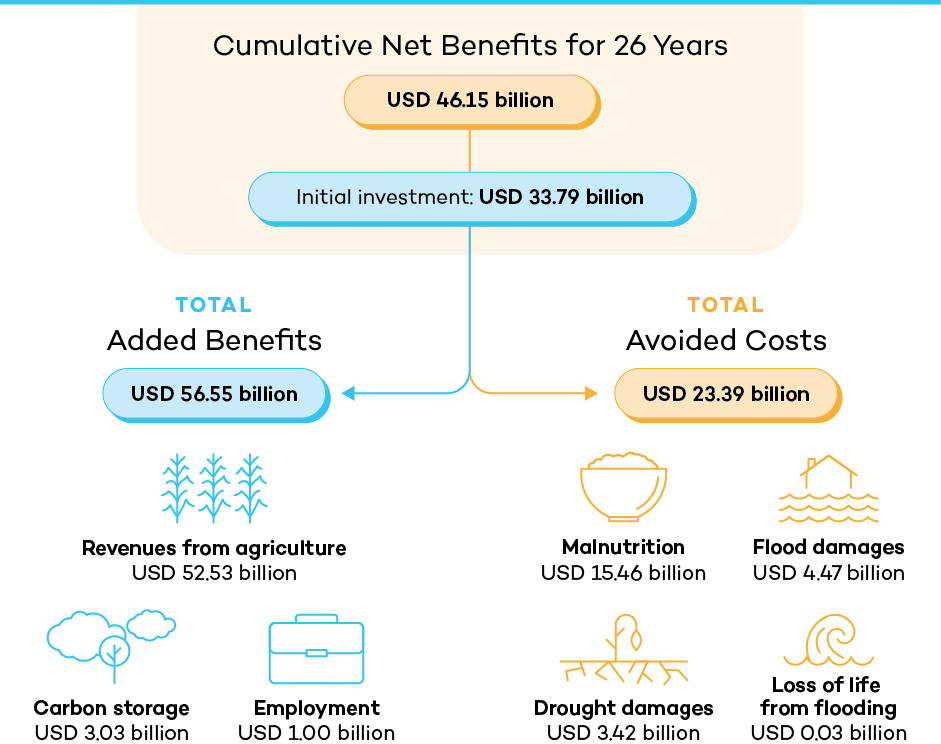 Cumulative Net Benefits for 26 Years
USD 46.15 billion
Initial investment: USD 33.79 billion
TOTAL
Added Benefits
USD 56.55 billion
Revenues from agriculture
USD 52.53 billion
Carbon storage
USD 3.03 billion
Employment
USD 1.00 billion
TOTAL
Avoided Costs
USD 23.39 billion
Malnutrition
USD 15.46 billion
Flood damages
USD 4.47 billion
Drought damages
USD 3.42 billion
Loss of life
from flooding
USD 0.03 billion